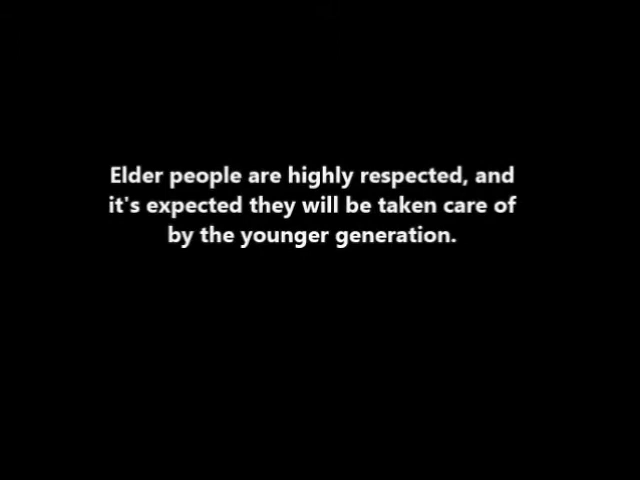 Elder people are highly respected, and
it's expected they will be taken care of
by the younger generation.